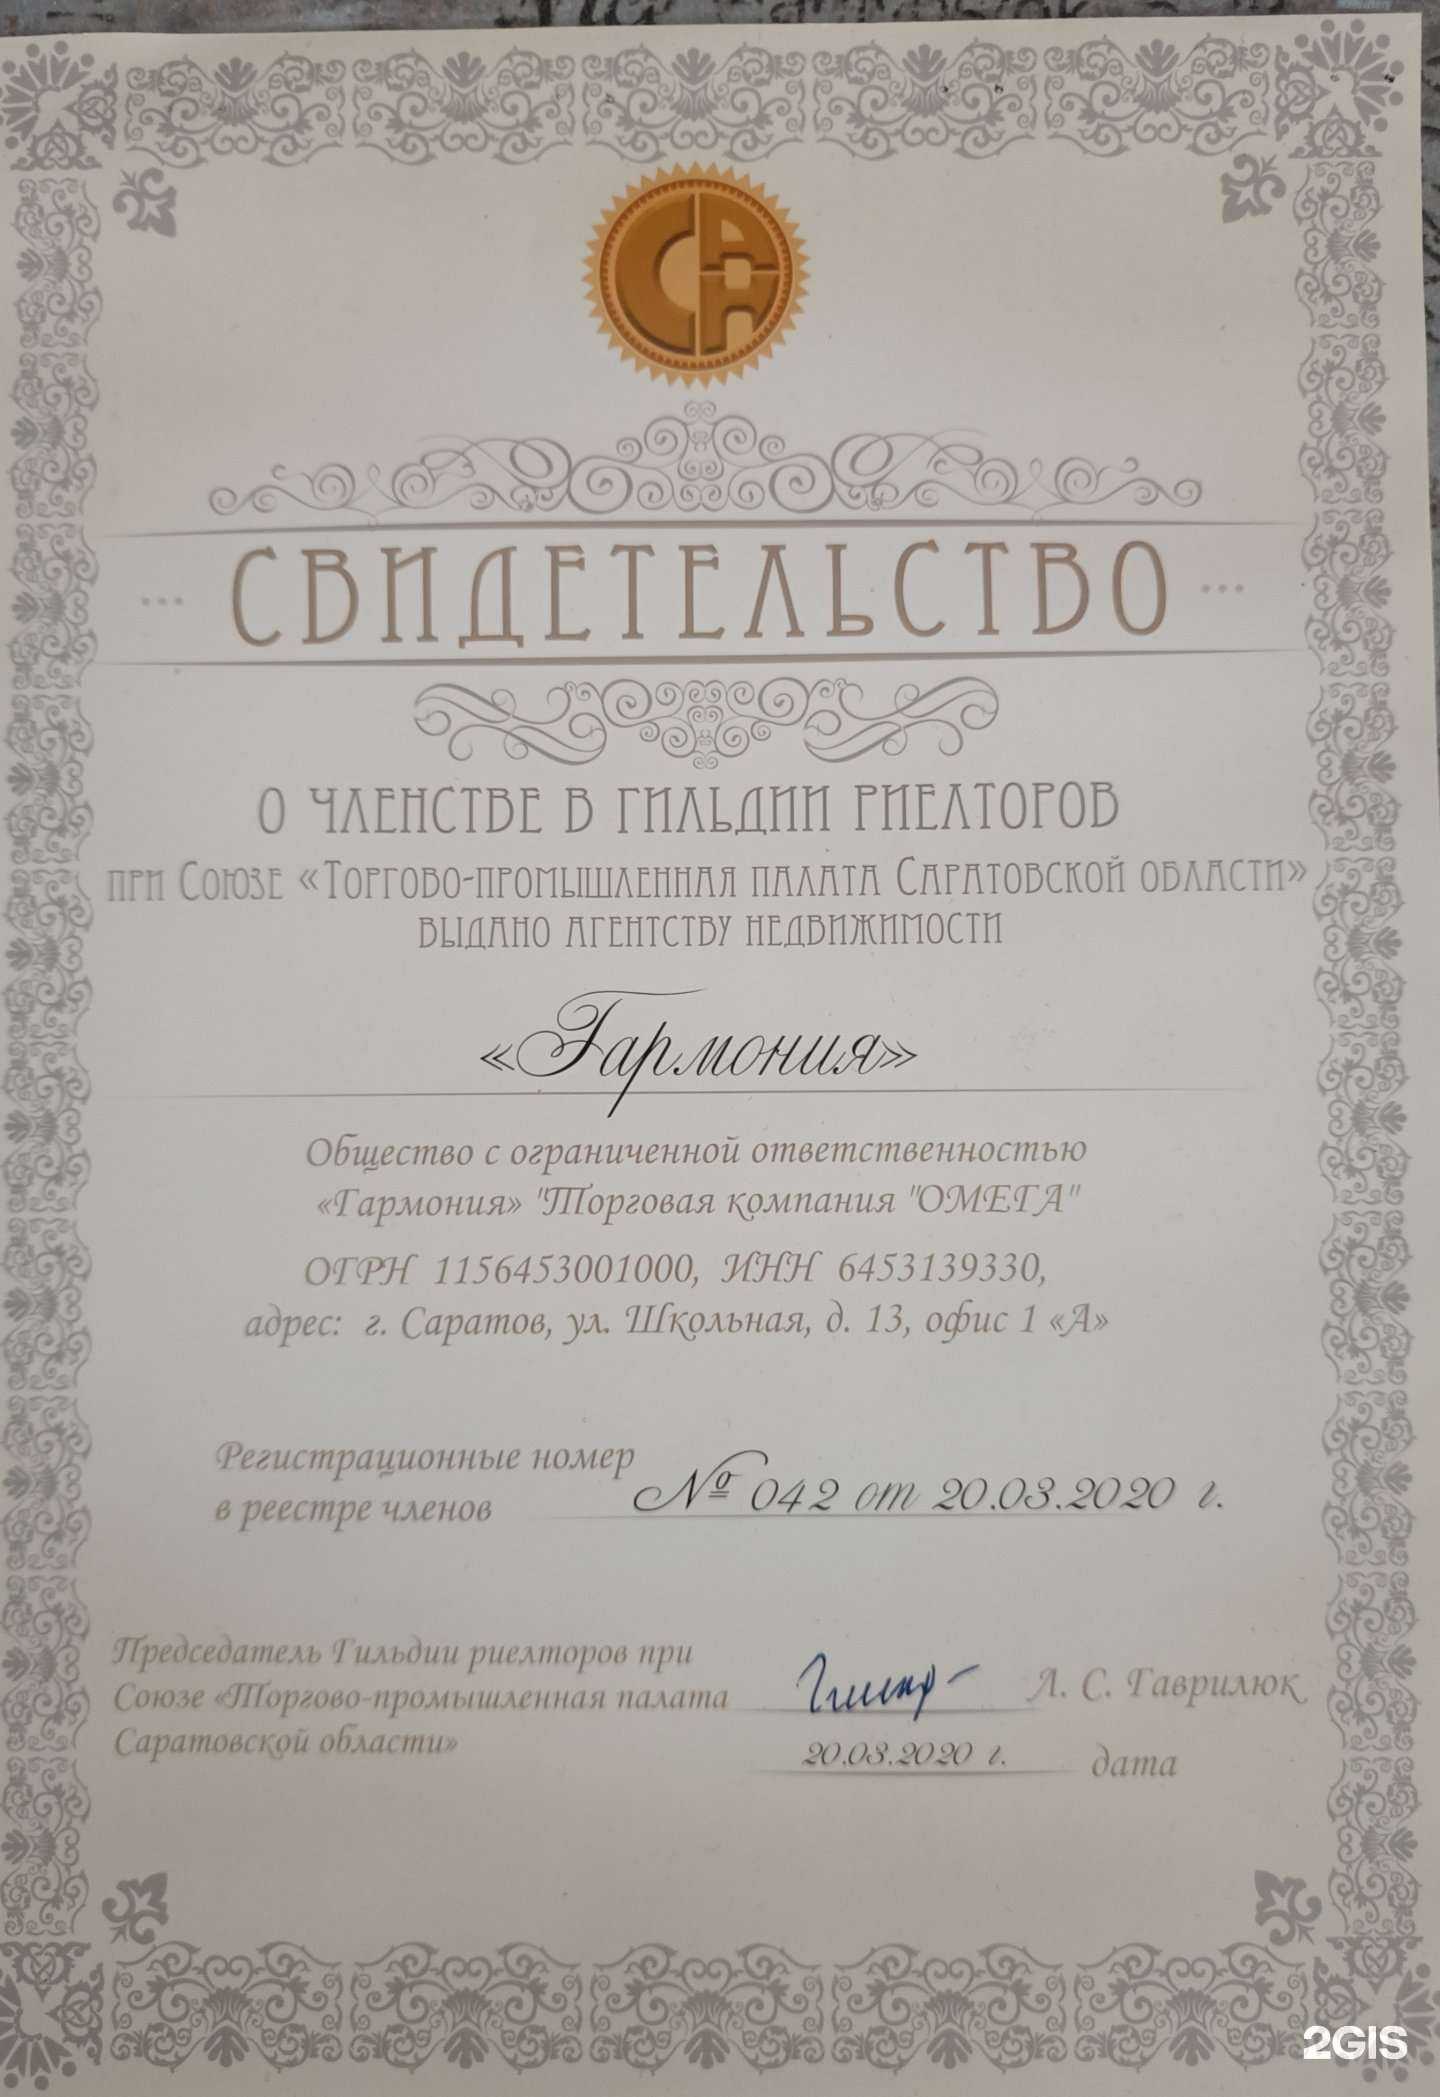 САН
СВИДЕТЕЛЬСТВО
О ЧЛЕНСТВЕ В ГИЛЬДИИ РИЕЛТОРОВ
ПРИ СОЮЗЕ «ТОРГОВО-ПРОМЫШЛЕННАЯ ПАЛАТА САРАТОВСКОЙ ОБЛАСТИ»
ВЫДАНО АГЕНТСТВУ НЕДВИЖИМОСТИ
«Гармония»
Общество с ограниченной ответственностью
«Гармония» "Торговая компания "ОМЕГА"
ОГРН 1156453001000, ИНН 6453139330,
адрес: г. Саратов, ул. Школьная, д. 13, офис 1 «А»
Регистрационные номер
в реестре членов № 042 от 20.03.2020 г.
Председатель Гильдии риелторов при
Союзе «Торгово-промышленная палата Л. С. Гаврилюк
Саратовской области» 20.03.2020 г. дата
2GIS